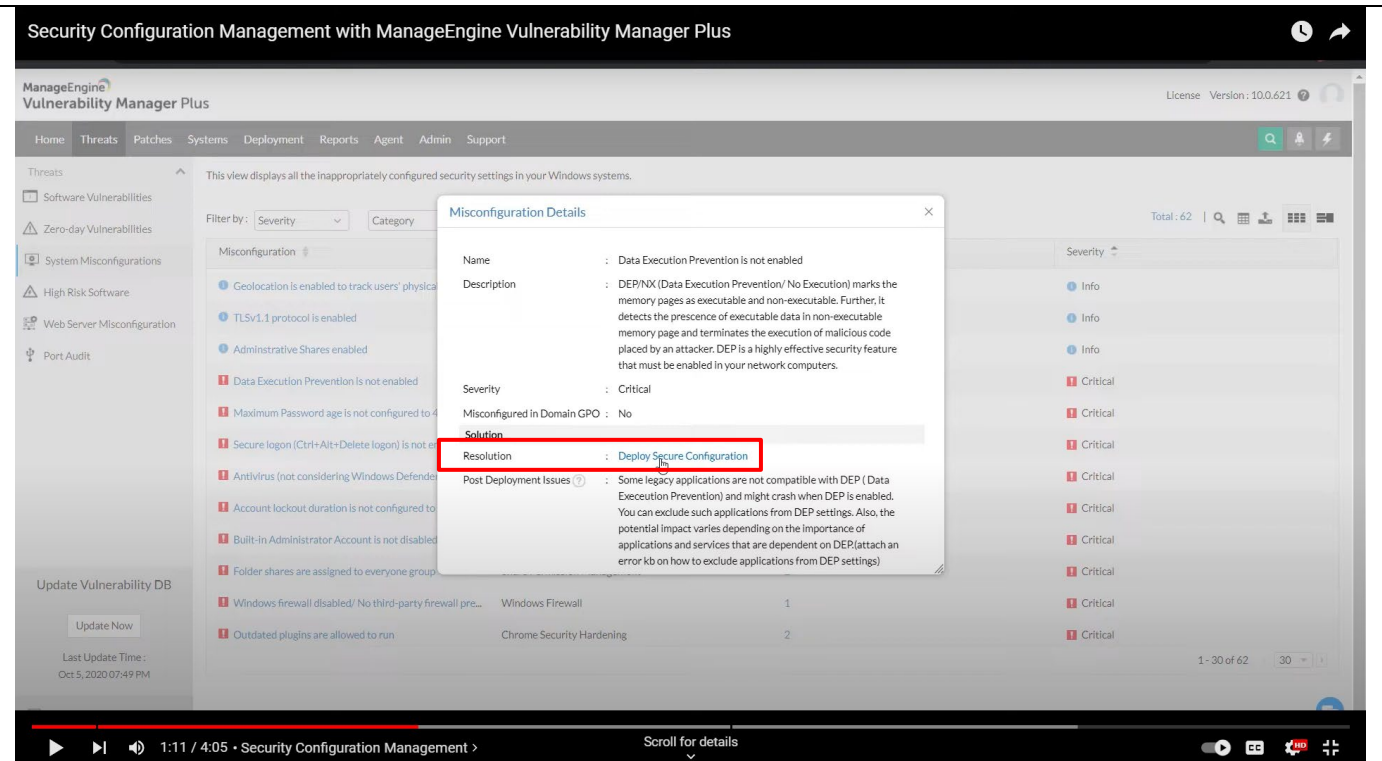 Security Configuration Management with ManageEngine Vulnerability Manager Plus
ManageEngine
Vulnerability Manager Plus
License Version : 10.0.621
Home Threats Patches Systems Deployment Reports Agent Admin Support
Threats
Software Vulnerabilities
Zero-day Vulnerabilities
System Misconfigurations
High Risk Software
Web Server Misconfiguration
Port Audit
Update Vulnerability DB
Update Now
Last Update Time :
Oct 5, 2020 07:49 PM
This view displays all the inappropriately configured security settings in your Windows systems.
Filter by : Severity Category
Total : 62
Misconfiguration Severity
Geolocation is enabled to track users' physical Info
TLSv1.1 protocol is enabled Info
Adminstrative Shares enabled Info
Data Execution Prevention is not enabled Critical
Maximum Password age is not configured to 4 Critical
Secure logon (Ctrl+Alt+Delete logon) is not e Critical
Antivirus (not considering Windows Defender Critical
Account lockout duration is not configured to Critical
Built-in Administrator Account is not disabled Critical
Folder shares are assigned to everyone group Critical
Windows firewall disabled/ No third-party firewall pre... Windows Firewall 1 Critical
Outdated plugins are allowed to run Chrome Security Hardening 2 Critical
1 - 30 of 62 30
Misconfiguration Details
Name : Data Execution Prevention is not enabled
Description : DEP/NX (Data Execution Prevention/ No Execution) marks the
memory pages as executable and non-executable. Further, it
detects the prescence of executable data in non-executable
memory page and terminates the execution of malicious code
placed by an attacker. DEP is a highly effective security feature
that must be enabled in your network computers.
Severity : Critical
Misconfigured in Domain GPO : No
Solution
Resolution : Deploy Secure Configuration
Post Deployment Issues ? : Some legacy applications are not compatible with DEP ( Data
Exececution Prevention) and might crash when DEP is enabled.
You can exclude such applications from DEP settings. Also, the
potential impact varies depending on the importance of
applications and services that are dependent on DEP.(attach an
error kb on how to exclude applications from DEP settings)
1:11 / 4:05 • Security Configuration Management >
Scroll for details
CC HD